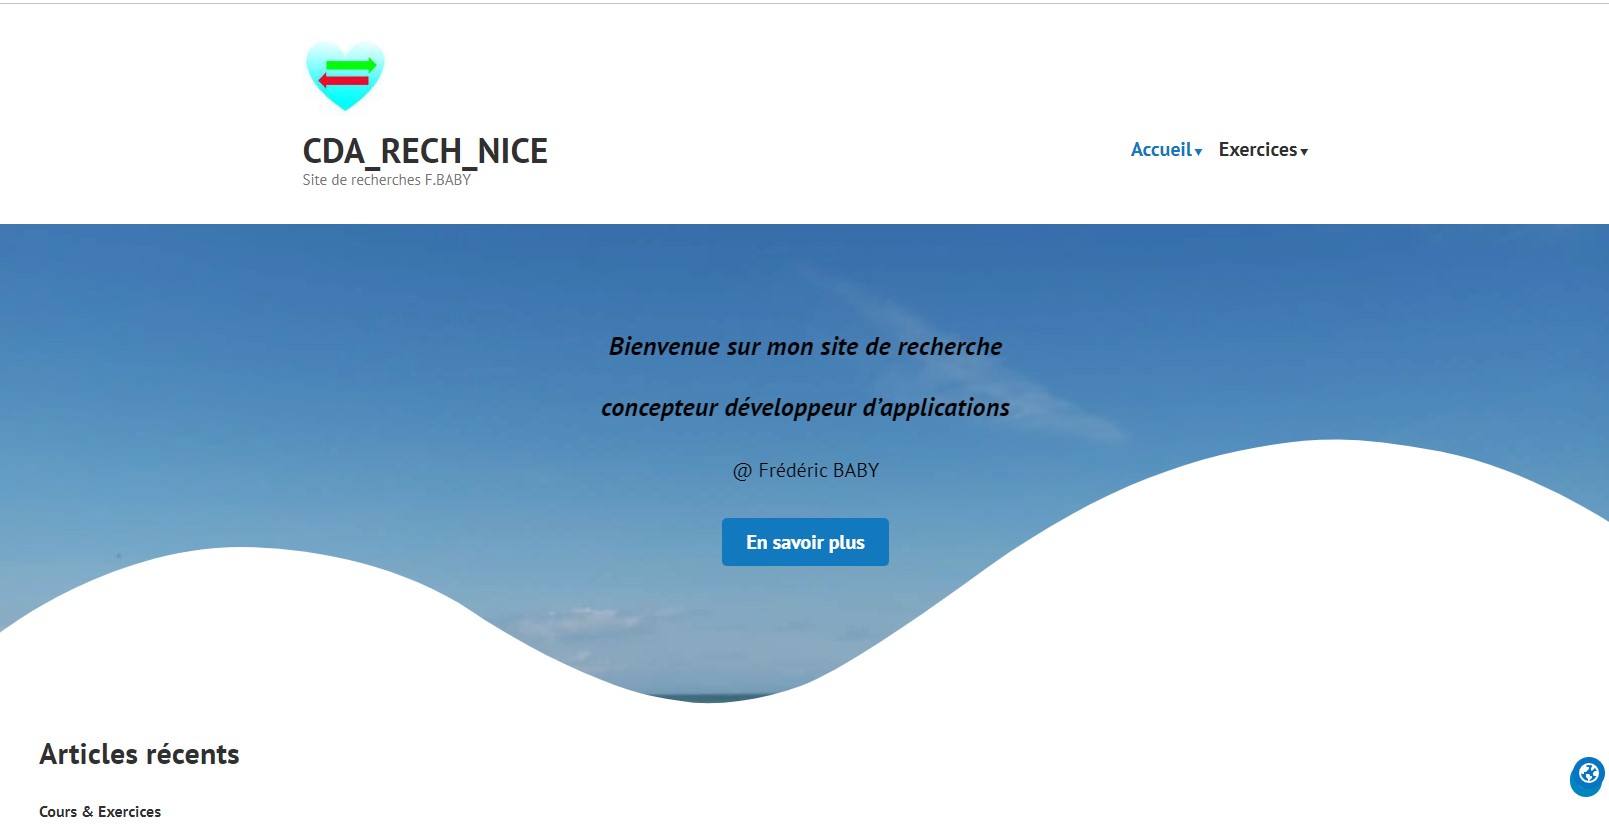 CDA_RECH_NICE
Site de recherches F.BABY
Accueil▾ Exercices▾
Bienvenue sur mon site de recherche
concepteur développeur d’applications
@ Frédéric BABY
En savoir plus
Articles récents
Cours & Exercices